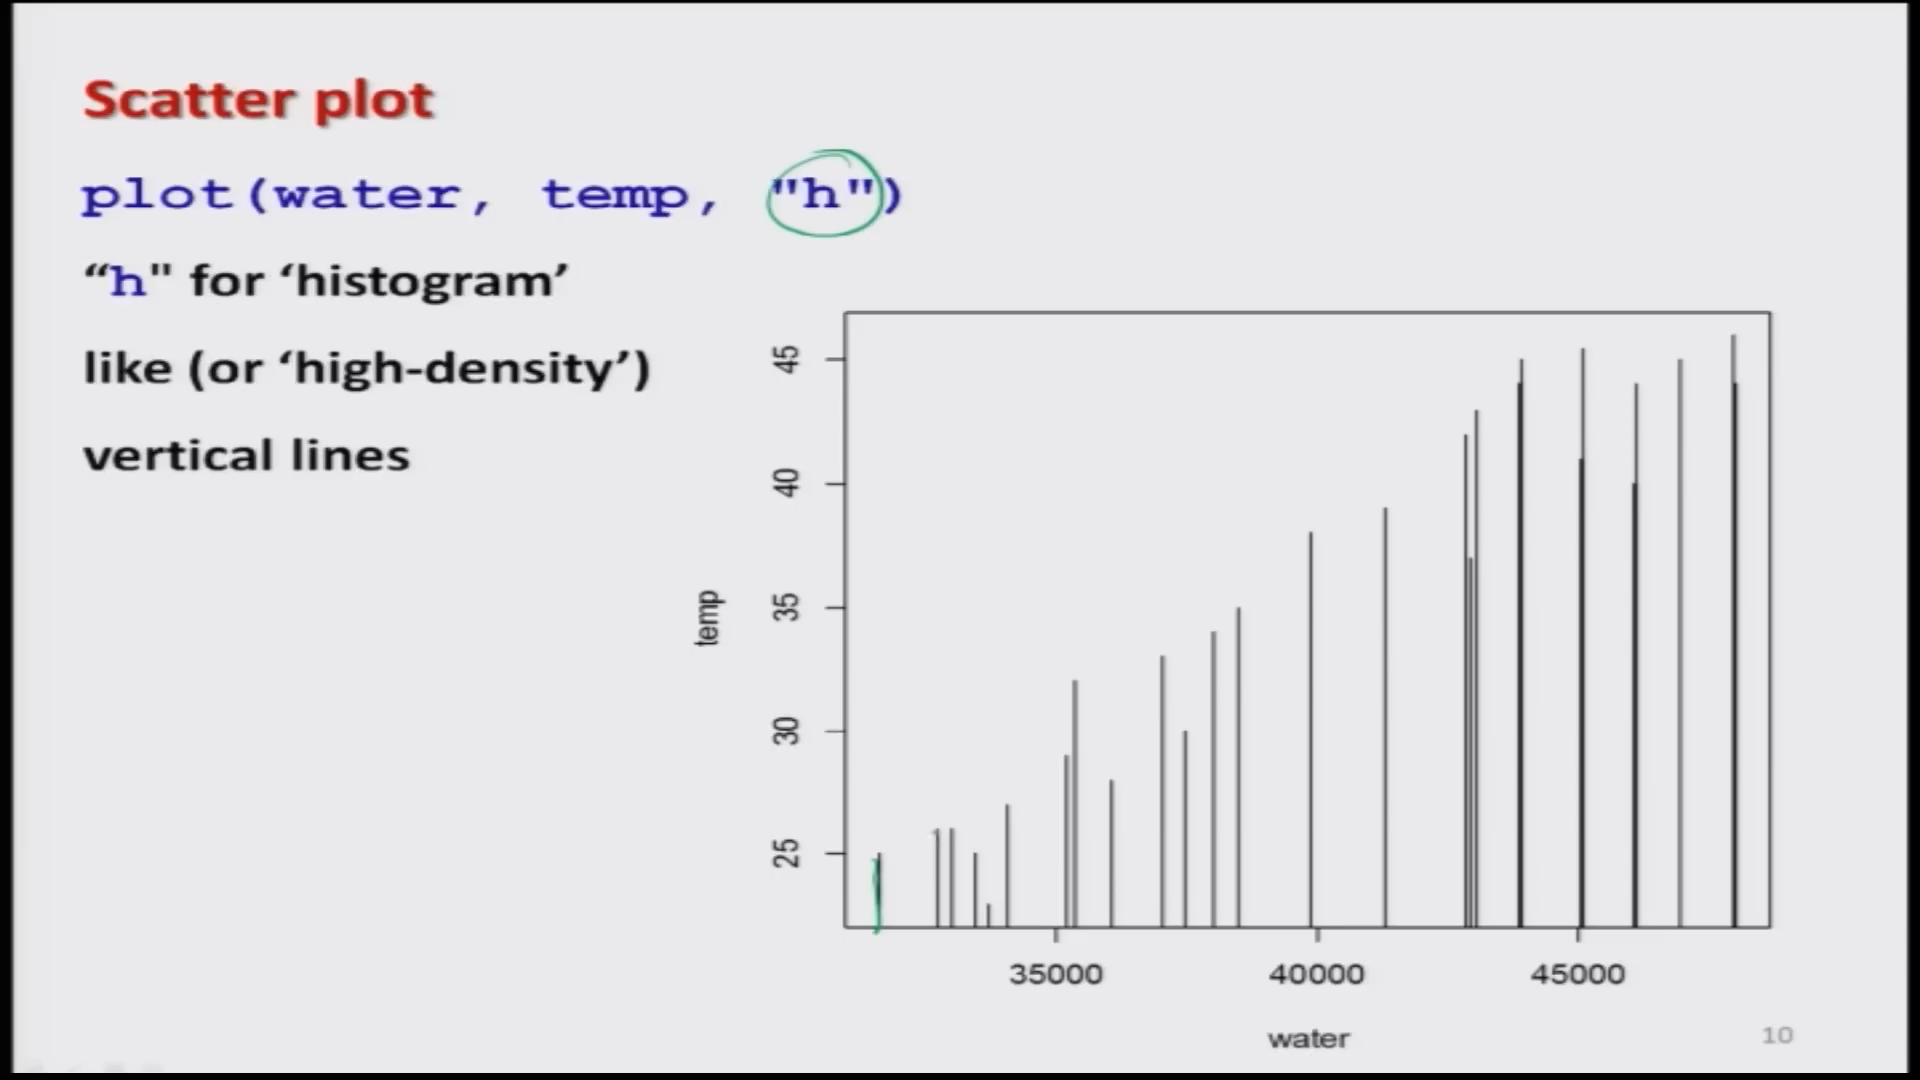 Scatter plot
plot(water, temp, "h")
“h" for ‘histogram’
like (or ‘high-density’)
vertical lines
45
40
35
30
25
temp
35000 40000 45000
water
10